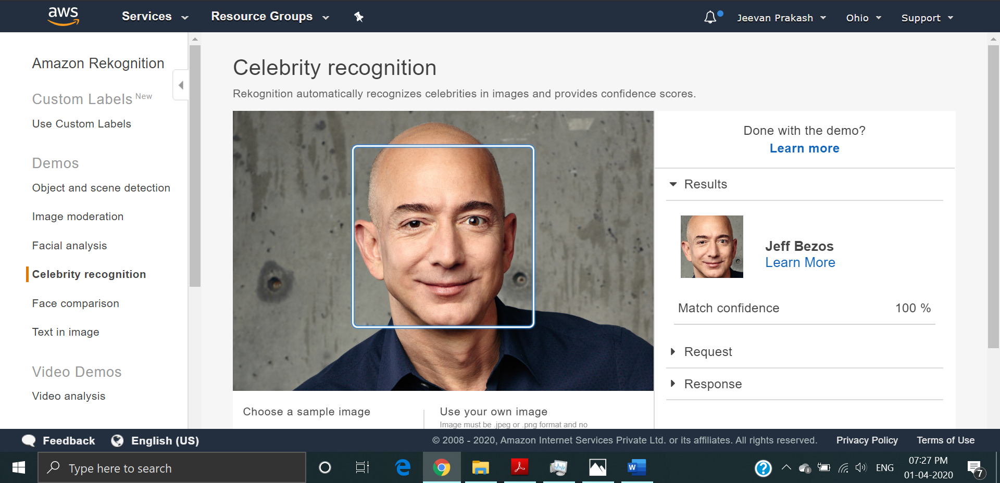 aws
Services
Resource Groups
Jeevan Prakash
Ohio
Support
Amazon Rekognition
Custom Labels New
Use Custom Labels
Demos
Object and scene detection
Image moderation
Facial analysis
Celebrity recognition
Face comparison
Text in image
Video Demos
Video analysis
Celebrity recognition
Rekognition automatically recognizes celebrities in images and provides confidence scores.
Choose a sample image
Use your own image
Image must be .jpeg or .png format and no
Done with the demo?
Learn more
Results
Jeff Bezos
Learn More
Match confidence 100 %
Request
Response
Feedback
English (US)
© 2008 - 2020, Amazon Internet Services Private Ltd. or its affiliates. All rights reserved.
Privacy Policy
Terms of Use
Type here to search
W
ENG
07:27 PM
01-04-2020
7